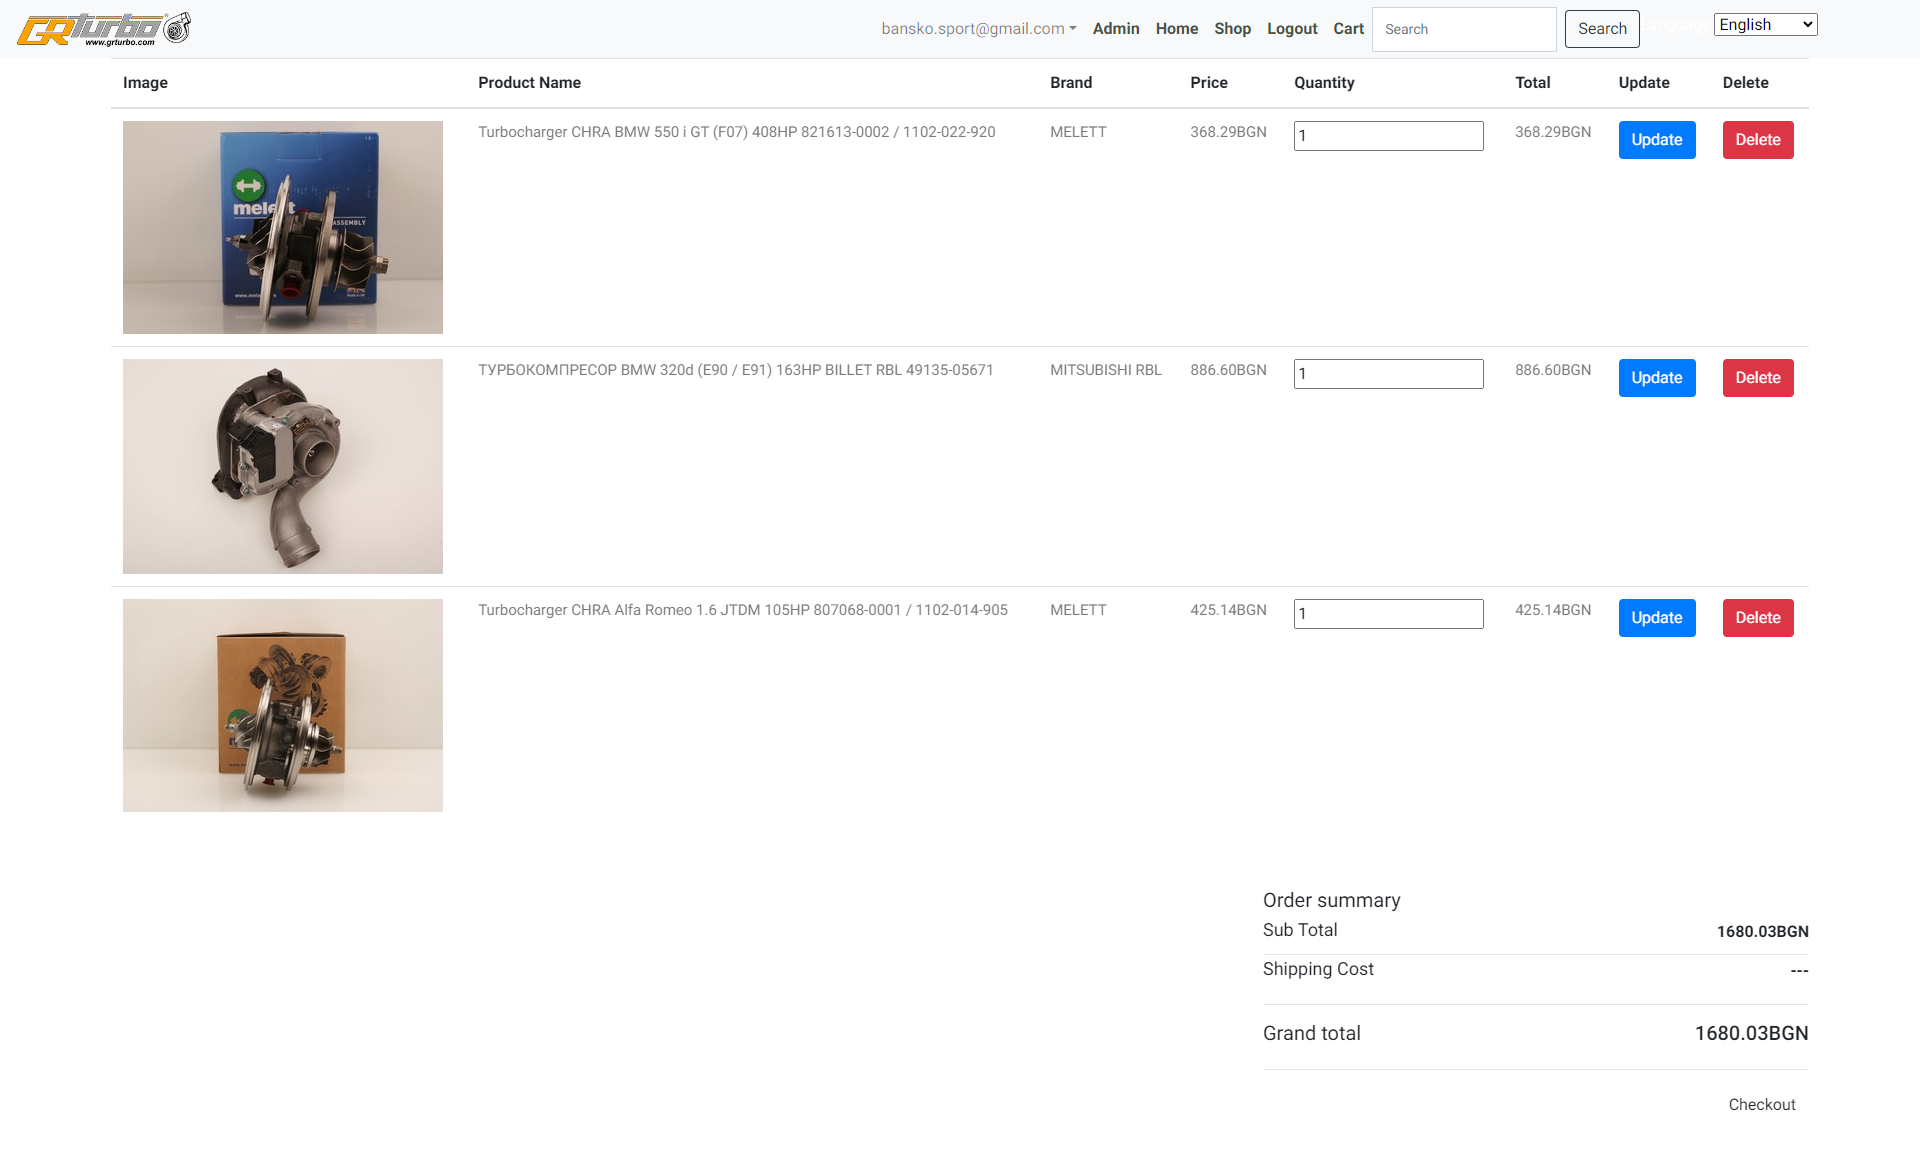 GRturbo
www.grturbo.com
bansko.sport@gmail.com Admin Home Shop Logout Cart Search Search Language English
Image Product Name Brand Price Quantity Total Update Delete
Turbocharger CHRA BMW 550 i GT (F07) 408HP 821613-0002 / 1102-022-920 MELETT 368.29BGN 1 368.29BGN Update Delete
ASSEMBLY
ТУРБОКОМПРЕСОР BMW 320d (E90 / E91) 163HP BILLET RBL 49135-05671 MITSUBISHI RBL 886.60BGN 1 886.60BGN Update Delete
Turbocharger CHRA Alfa Romeo 1.6 JTDM 105HP 807068-0001 / 1102-014-905 MELETT 425.14BGN 1 425.14BGN Update Delete
Order summary
Sub Total 1680.03BGN
Shipping Cost ---
Grand total 1680.03BGN
Checkout